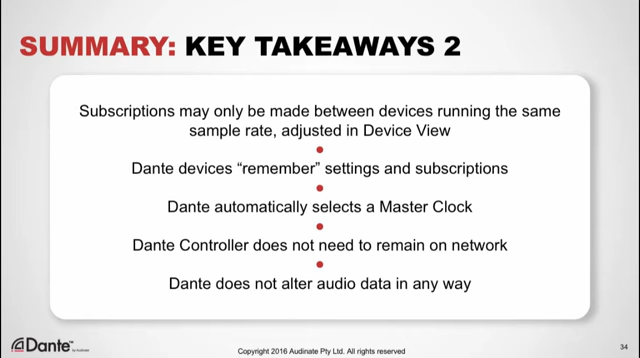 SUMMARY: KEY TAKEAWAYS 2
Subscriptions may only be made between devices running the same
sample rate, adjusted in Device View
Dante devices “remember” settings and subscriptions
Dante automatically selects a Master Clock
Dante Controller does not need to remain on network
Dante does not alter audio data in any way
Dante™
by Audinate
Copyright 2016 Audinate Pty Ltd. All rights reserved
34